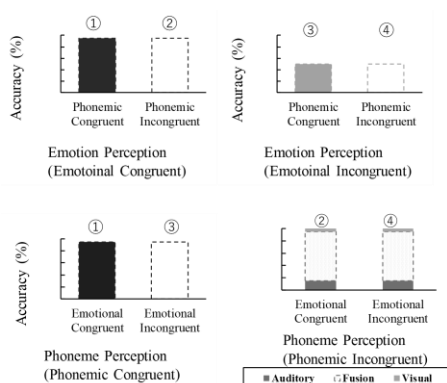 ① ②
Accuracy (%)
Phonemic Congruent
Phonemic Incongruent
Emotion Perception
(Emotoinal Congruent)
③ ④
Accuracy (%)
Phonemic Congruent
Phonemic Incongruent
Emotion Perception
(Emotional Incongruent)
① ③
Accuracy (%)
Emotional Congruent
Emotional Incongruent
Phoneme Perception
(Phonemic Congruent)
② ④
Emotional Congruent
Emotional Incongruent
Phoneme Perception
(Phonemic Incongruent)
Auditory Fusion Visual